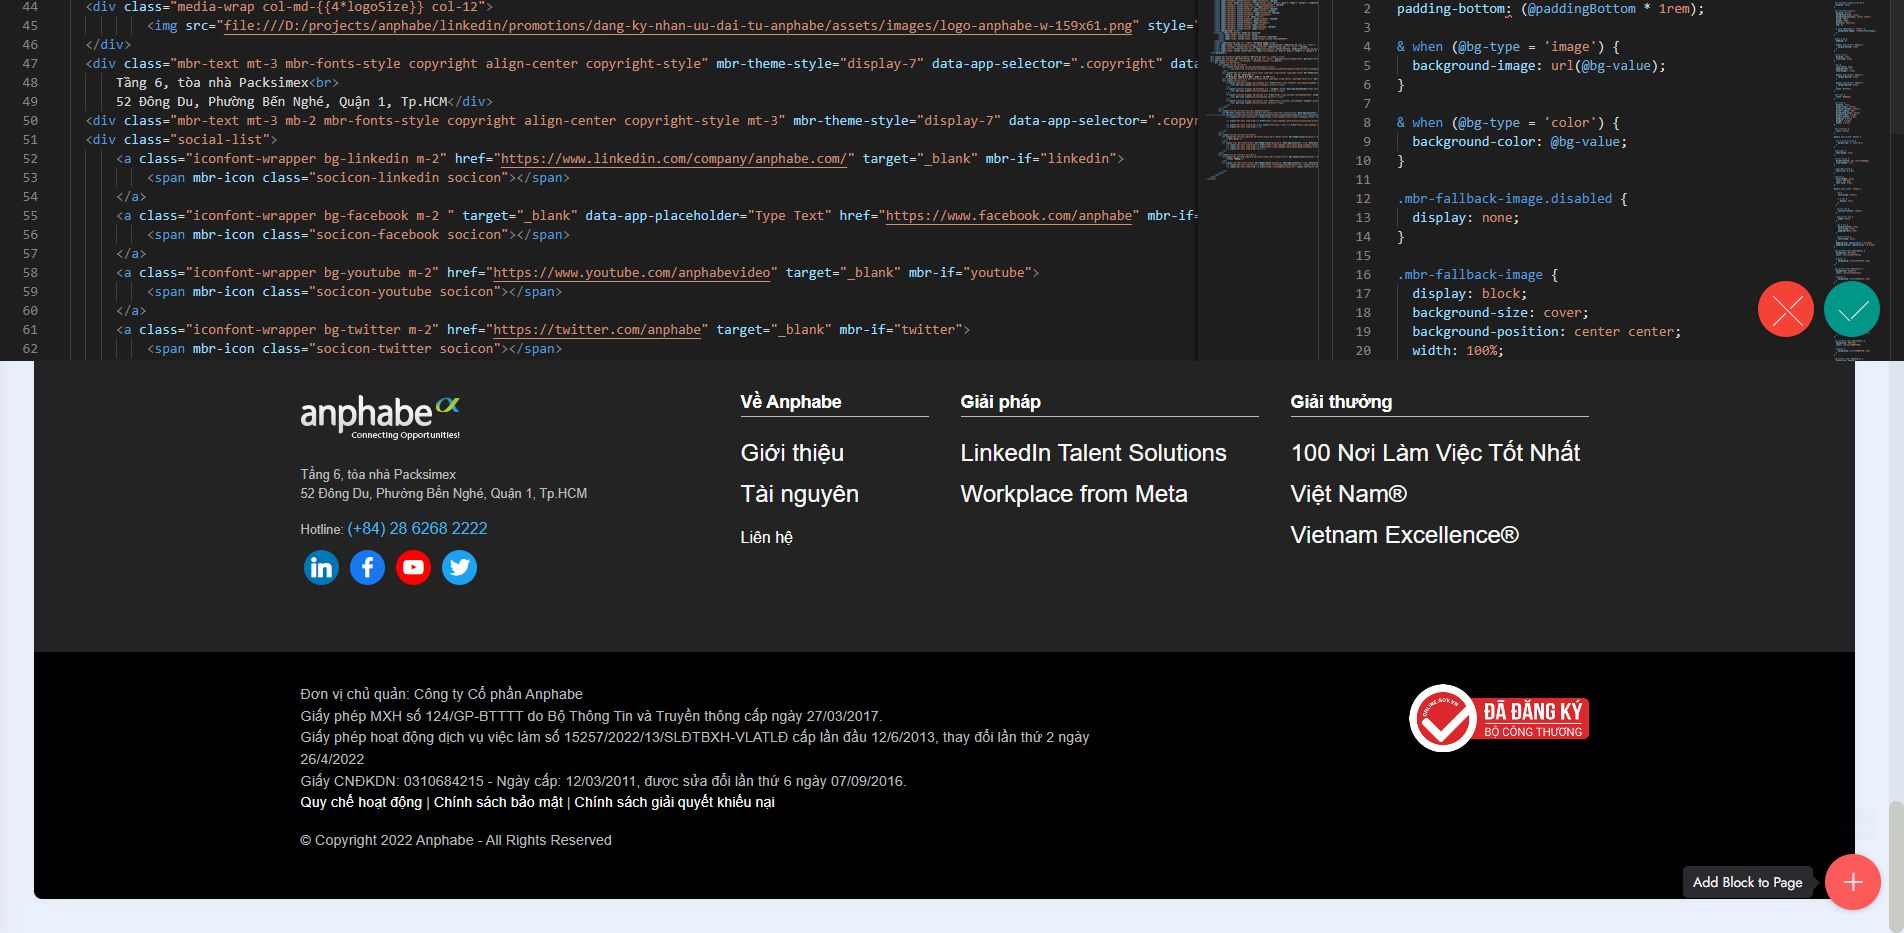 44 <div class="media-wrap col-md-{{4*logoSize}} col-12">
45 <img src="file:///D:/projects/anphabe/linkedin/promotions/dang-ky-nhan-uu-dai-tu-anphabe/assets/images/logo-anphabe-w-159x61.png" style="
46 </div>
47 <div class="mbr-text mt-3 mbr-fonts-style copyright align-center copyright-style" mbr-theme-style="display-7" data-app-selector=".copyright" data
48 Tầng 6, tòa nhà Packsimex<br>
49 52 Đông Du, Phường Bến Nghé, Quận 1, Tp.HCM</div>
50 <div class="mbr-text mt-3 mb-2 mbr-fonts-style copyright align-center copyright-style mt-3" mbr-theme-style="display-7" data-app-selector=".copyr
51 <div class="social-list">
52 <a class="iconfont-wrapper bg-linkedin m-2" href="https://www.linkedin.com/company/anphabe.com/" target="_blank" mbr-if="linkedin">
53 <span mbr-icon class="socicon-linkedin socicon"></span>
54 </a>
55 <a class="iconfont-wrapper bg-facebook m-2 " target="_blank" data-app-placeholder="Type Text" href="https://www.facebook.com/anphabe" mbr-if=
56 <span mbr-icon class="socicon-facebook socicon"></span>
57 </a>
58 <a class="iconfont-wrapper bg-youtube m-2" href="https://www.youtube.com/anphabevideo" target="_blank" mbr-if="youtube">
59 <span mbr-icon class="socicon-youtube socicon"></span>
60 </a>
61 <a class="iconfont-wrapper bg-twitter m-2" href="https://twitter.com/anphabe" target="_blank" mbr-if="twitter">
62 <span mbr-icon class="socicon-twitter socicon"></span>
2 padding-bottom: (@paddingBottom * 1rem);
3
4 & when (@bg-type = 'image') {
5 background-image: url(@bg-value);
6 }
7
8 & when (@bg-type = 'color') {
9 background-color: @bg-value;
10 }
11
12 .mbr-fallback-image.disabled {
13 display: none;
14 }
15
16 .mbr-fallback-image {
17 display: block;
18 background-size: cover;
19 background-position: center center;
20 width: 100%;
anphabe
Connecting Opportunities!
Tầng 6, tòa nhà Packsimex
52 Đông Du, Phường Bến Nghé, Quận 1, Tp.HCM
Hotline: (+84) 28 6268 2222
in
Về Anphabe
Giới thiệu
Tài nguyên
Liên hệ
Giải pháp
LinkedIn Talent Solutions
Workplace from Meta
Giải thưởng
100 Nơi Làm Việc Tốt Nhất
Việt Nam®
Vietnam Excellence®
Đơn vị chủ quản: Công ty Cổ phần Anphabe
Giấy phép MXH số 124/GP-BTTTT do Bộ Thông Tin và Truyền thông cấp ngày 27/03/2017.
Giấy phép hoạt động dịch vụ việc làm số 15257/2022/13/SLĐTBXH-VLATLĐ cấp lần đầu 12/6/2013, thay đổi lần thứ 2 ngày
26/4/2022
Giấy CNĐKDN: 0310684215 - Ngày cấp: 12/03/2011, được sửa đổi lần thứ 6 ngày 07/09/2016.
Quy chế hoạt động | Chính sách bảo mật | Chính sách giải quyết khiếu nại
© Copyright 2022 Anphabe - All Rights Reserved
ONLINE.GOV.VN
ĐÃ ĐĂNG KÝ
BỘ CÔNG THƯƠNG
Add Block to Page